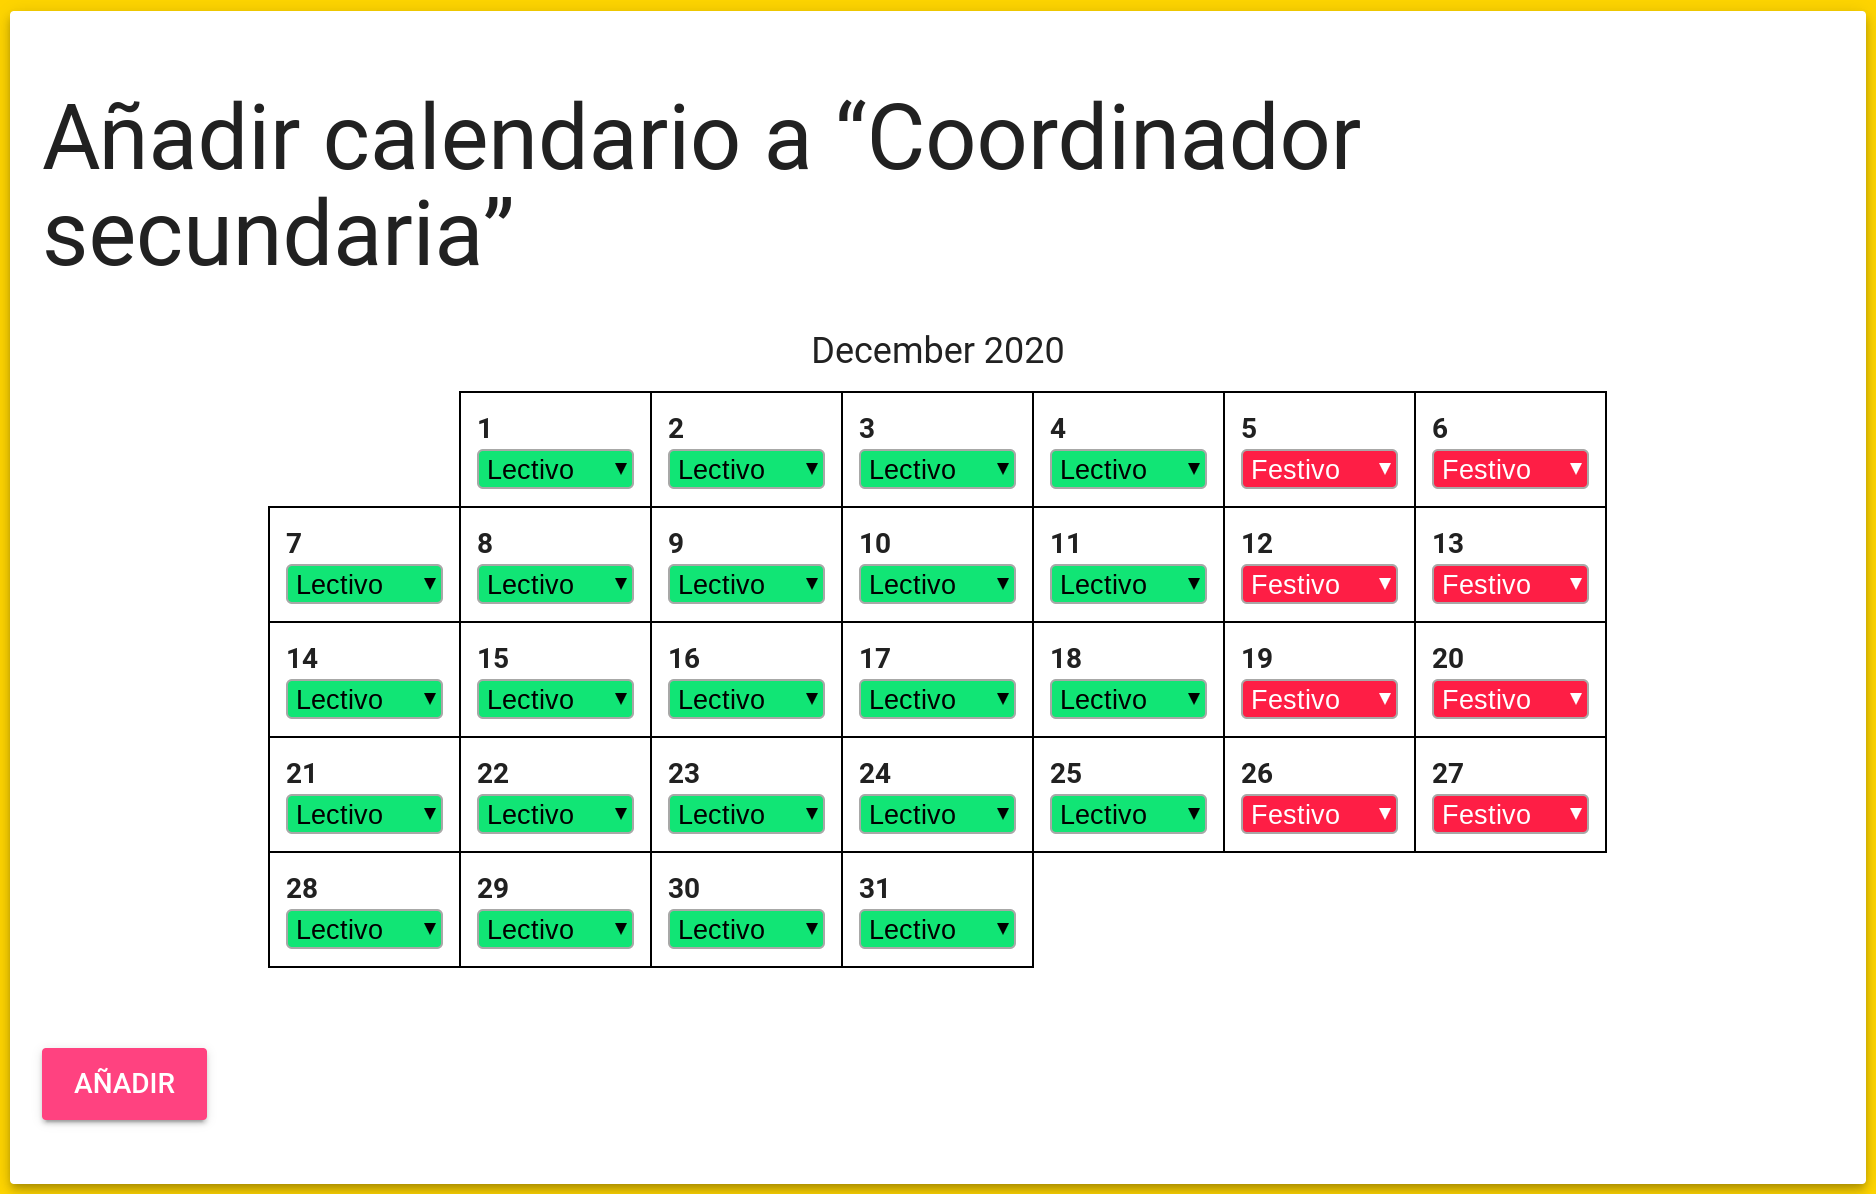 Añadir calendario a “Coordinador
secundaria”
December 2020
1 2 3 4 5 6
Lectivo Lectivo Lectivo Lectivo Festivo Festivo
7 8 9 10 11 12 13
Lectivo Lectivo Lectivo Lectivo Lectivo Festivo Festivo
14 15 16 17 18 19 20
Lectivo Lectivo Lectivo Lectivo Lectivo Festivo Festivo
21 22 23 24 25 26 27
Lectivo Lectivo Lectivo Lectivo Lectivo Festivo Festivo
28 29 30 31
Lectivo Lectivo Lectivo Lectivo
AÑADIR